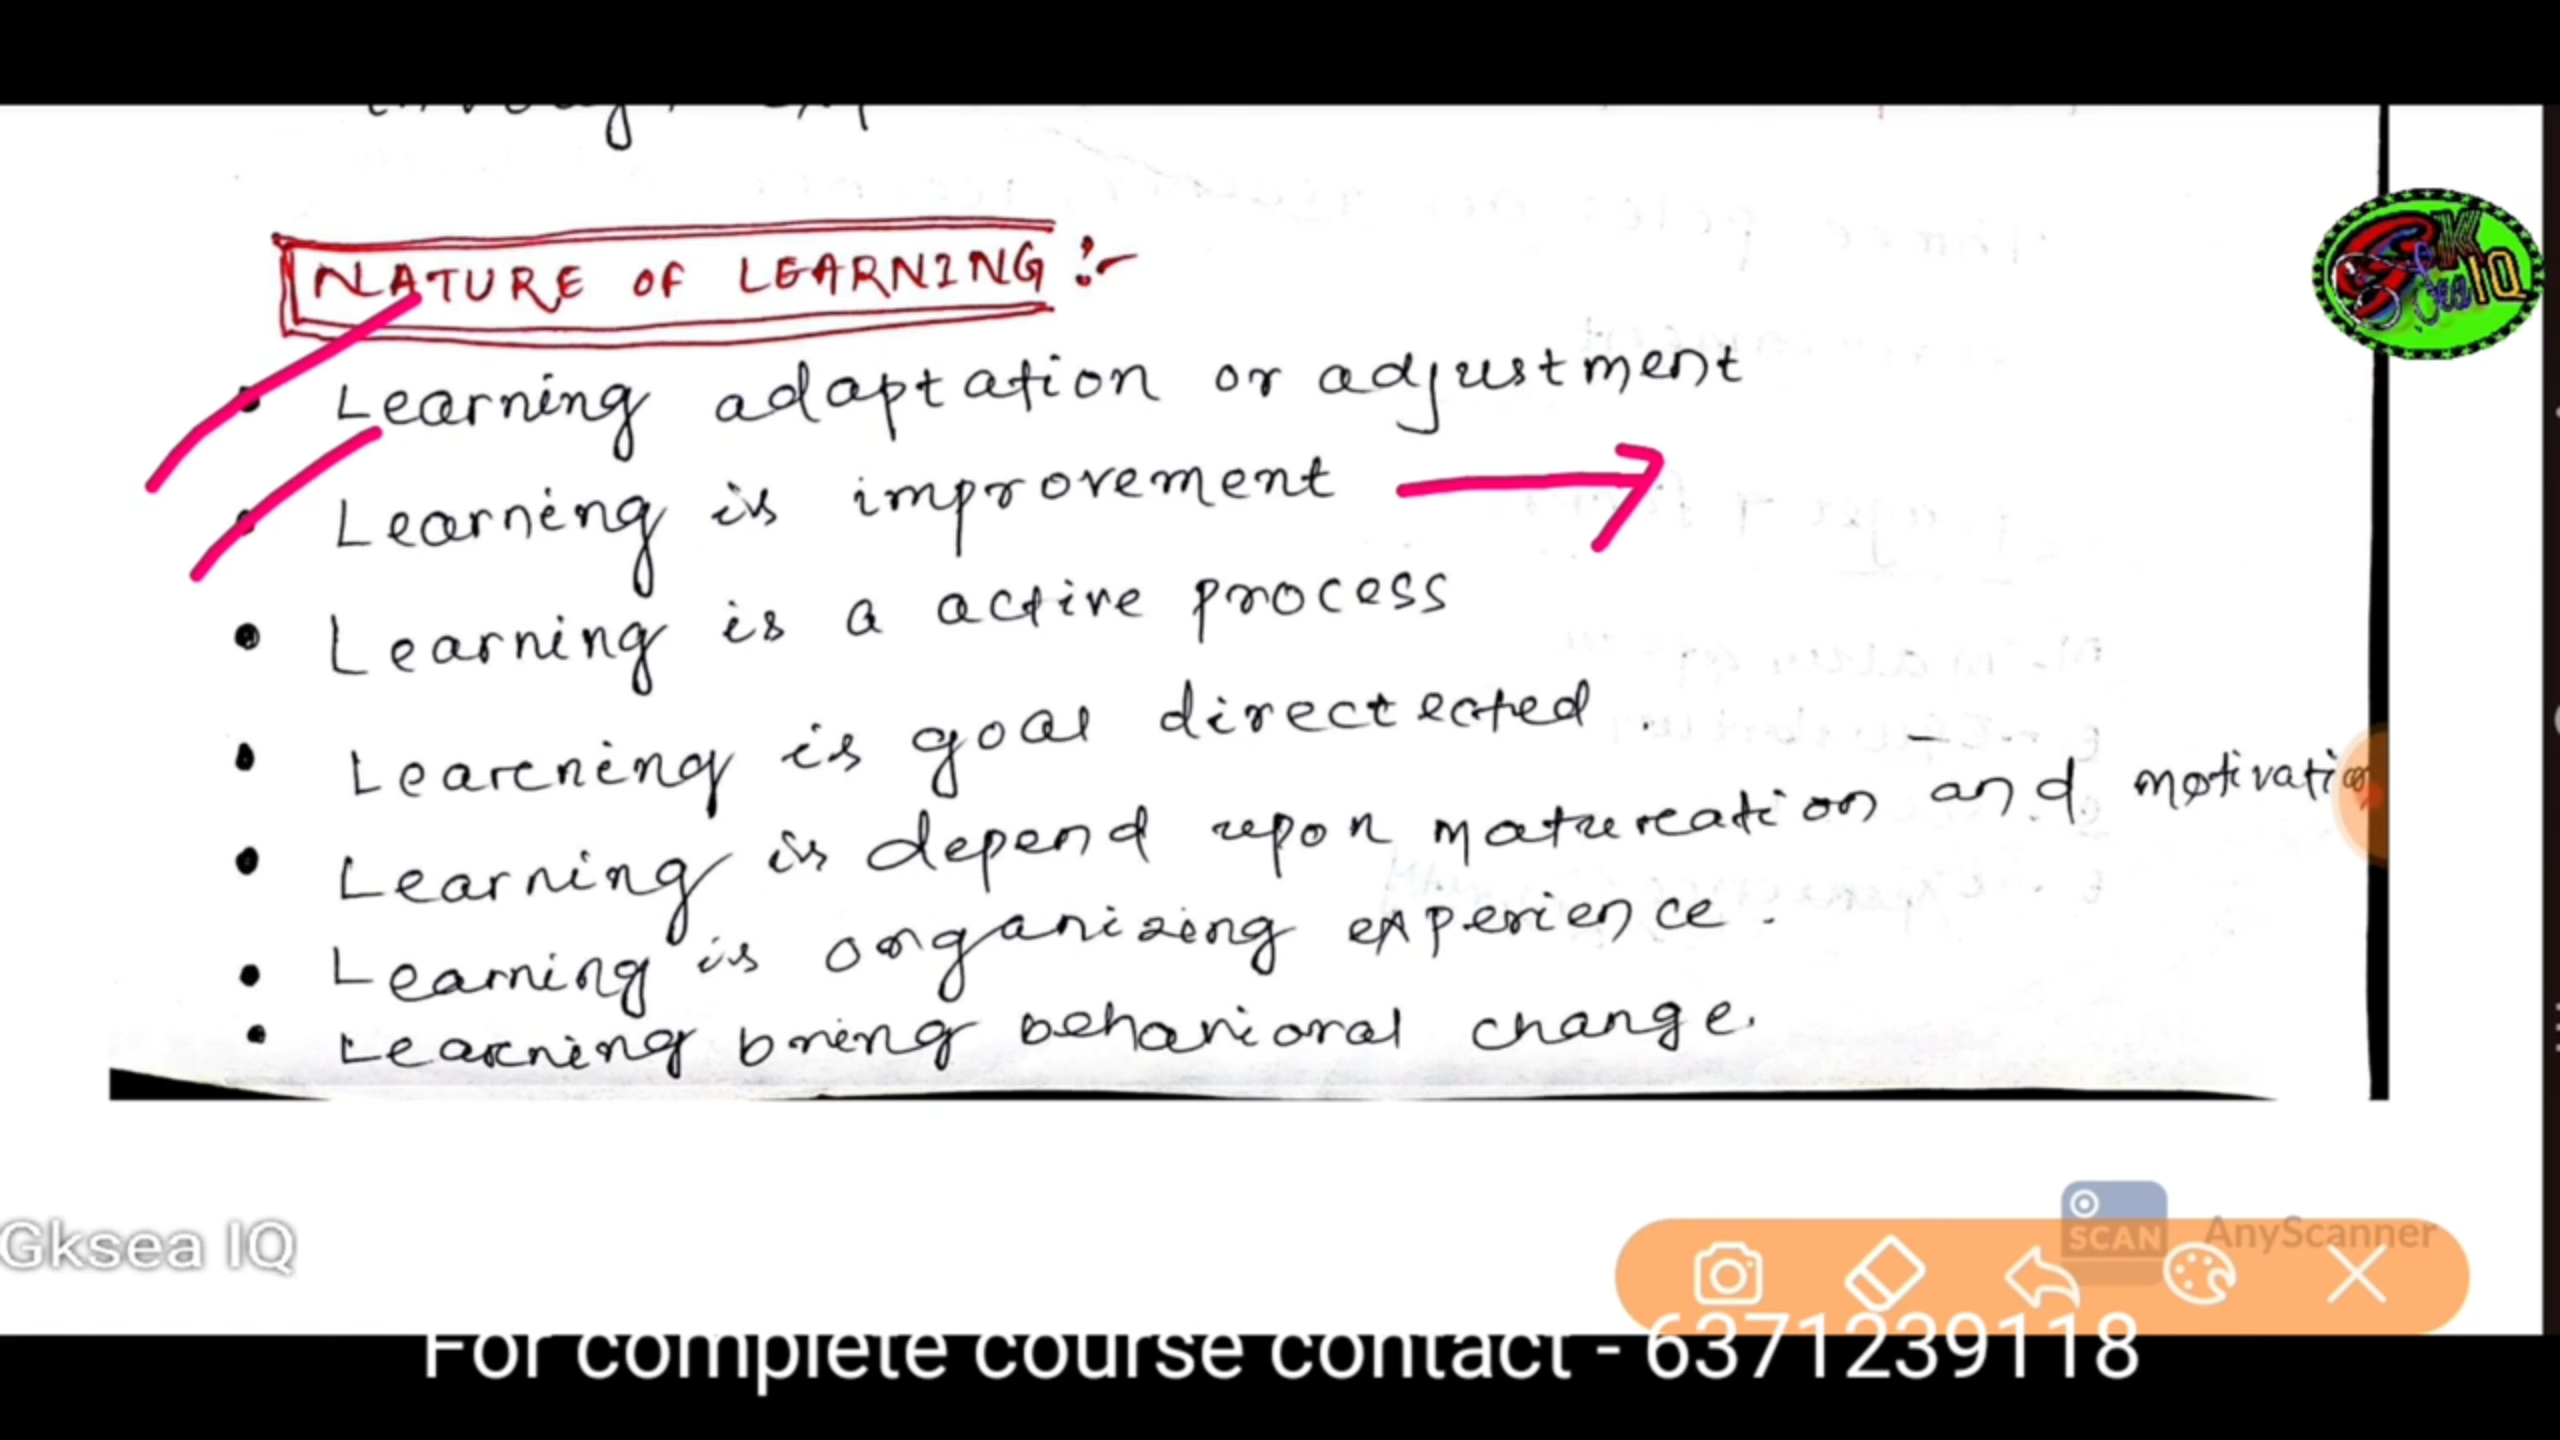 NATURE OF LEARNING :-
• Learning adaptation or adjustment
• Learning is improvement →
• Learning is a active process
• Learning is goal directected.
• Learning is depend upon maturation and motivation
• Learning is organising experience.
• Learning bring behavioral change.
SCAN AnyScanner
Gksea IQ
For complete course contact - 6371239118